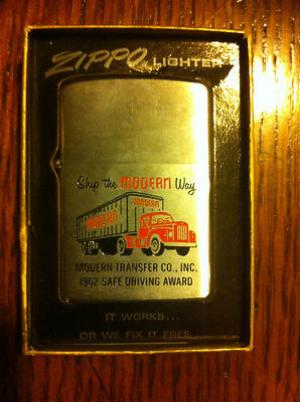 ZIPPO LIGHTER
Ship the MODERN Way
MODERN
MODERN
MODERN TRANSFER CO., INC.
1962 SAFE DRIVING AWARD
IT WORKS...
OR WE FIX IT FREE